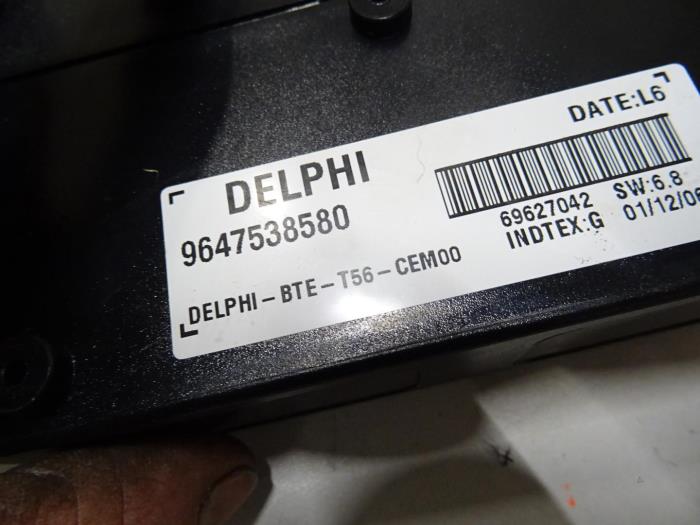 DATE:L6
DELPHI
9647538580
69627042 SW:6.8
INDTEX:G 01/12/06
DELPHI-BTE-T56-CEM00